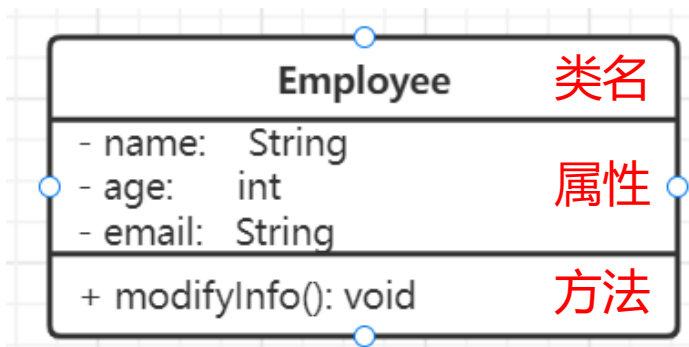 Employee 类名
- name: String
- age: int 属性
- email: String
+ modifyInfo(): void 方法